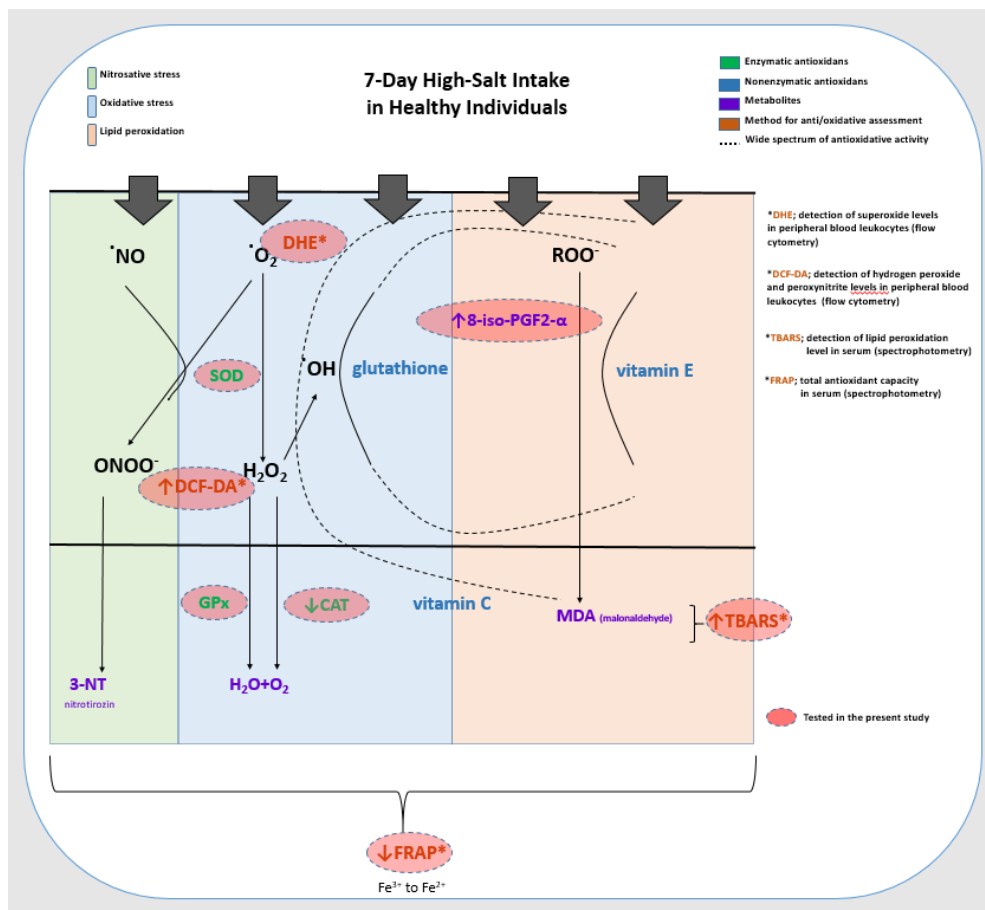 7-Day High-Salt Intake
in Healthy Individuals
Nitrosative stress
Oxidative stress
Lipid peroxidation
Enzymatic antioxidans
Nonenzymatic antioxidans
Metabolites
Method for anti/oxidative assessment
Wide spectrum of antioxidative activity
˙NO
˙O₂
DHE*
ROO⁻
↑8-iso-PGF2-α
SOD
˙OH
glutathione
vitamin E
ONOO⁻
↑DCF-DA*
H₂O₂
GPx
↓CAT
vitamin C
MDA (malonaldehyde)
↑TBARS*
3-NT
nitrotirozin
H₂O+O₂
*DHE; detection of superoxide levels
in peripheral blood leukocytes (flow
cytometry)
*DCF-DA; detection of hydrogen peroxide
and peroxynitrite levels in peripheral blood
leukocytes (flow cytometry)
*TBARS; detection of lipid peroxidation
level in serum (spectrophotometry)
*FRAP; total antioxidant capacity
in serum (spectrophotometry)
Tested in the present study
↓FRAP*
Fe³⁺ to Fe²⁺